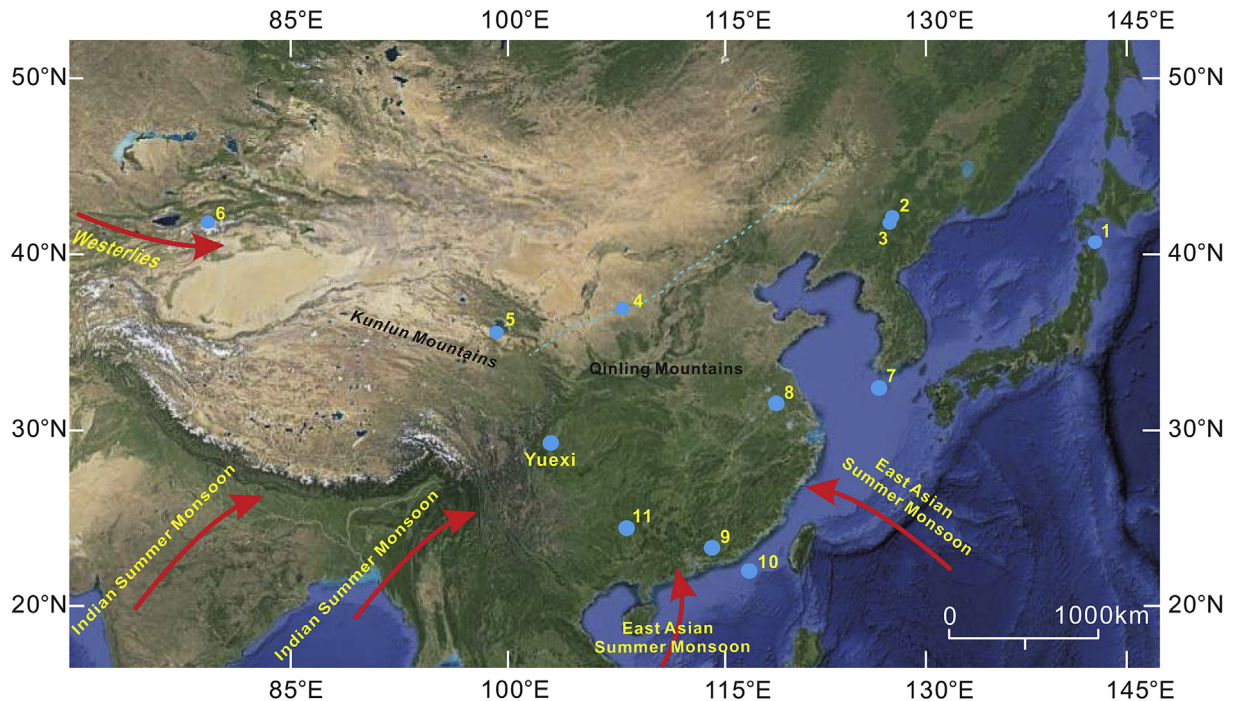 85°E 100°E 115°E 130°E 145°E
50°N 50°N
6
2
Westerlies
3
1
40°N 40°N
4
5
Kunlun Mountains
Qinling Mountains
7
8
30°N 30°N
Yuexi
East Asian
Summer Monsoon
Indian Summer Monsoon
Indian Summer Monsoon
11
9
10
20°N 20°N
0 1000km
East Asian
Summer Monsoon
85°E 100°E 115°E 130°E 145°E